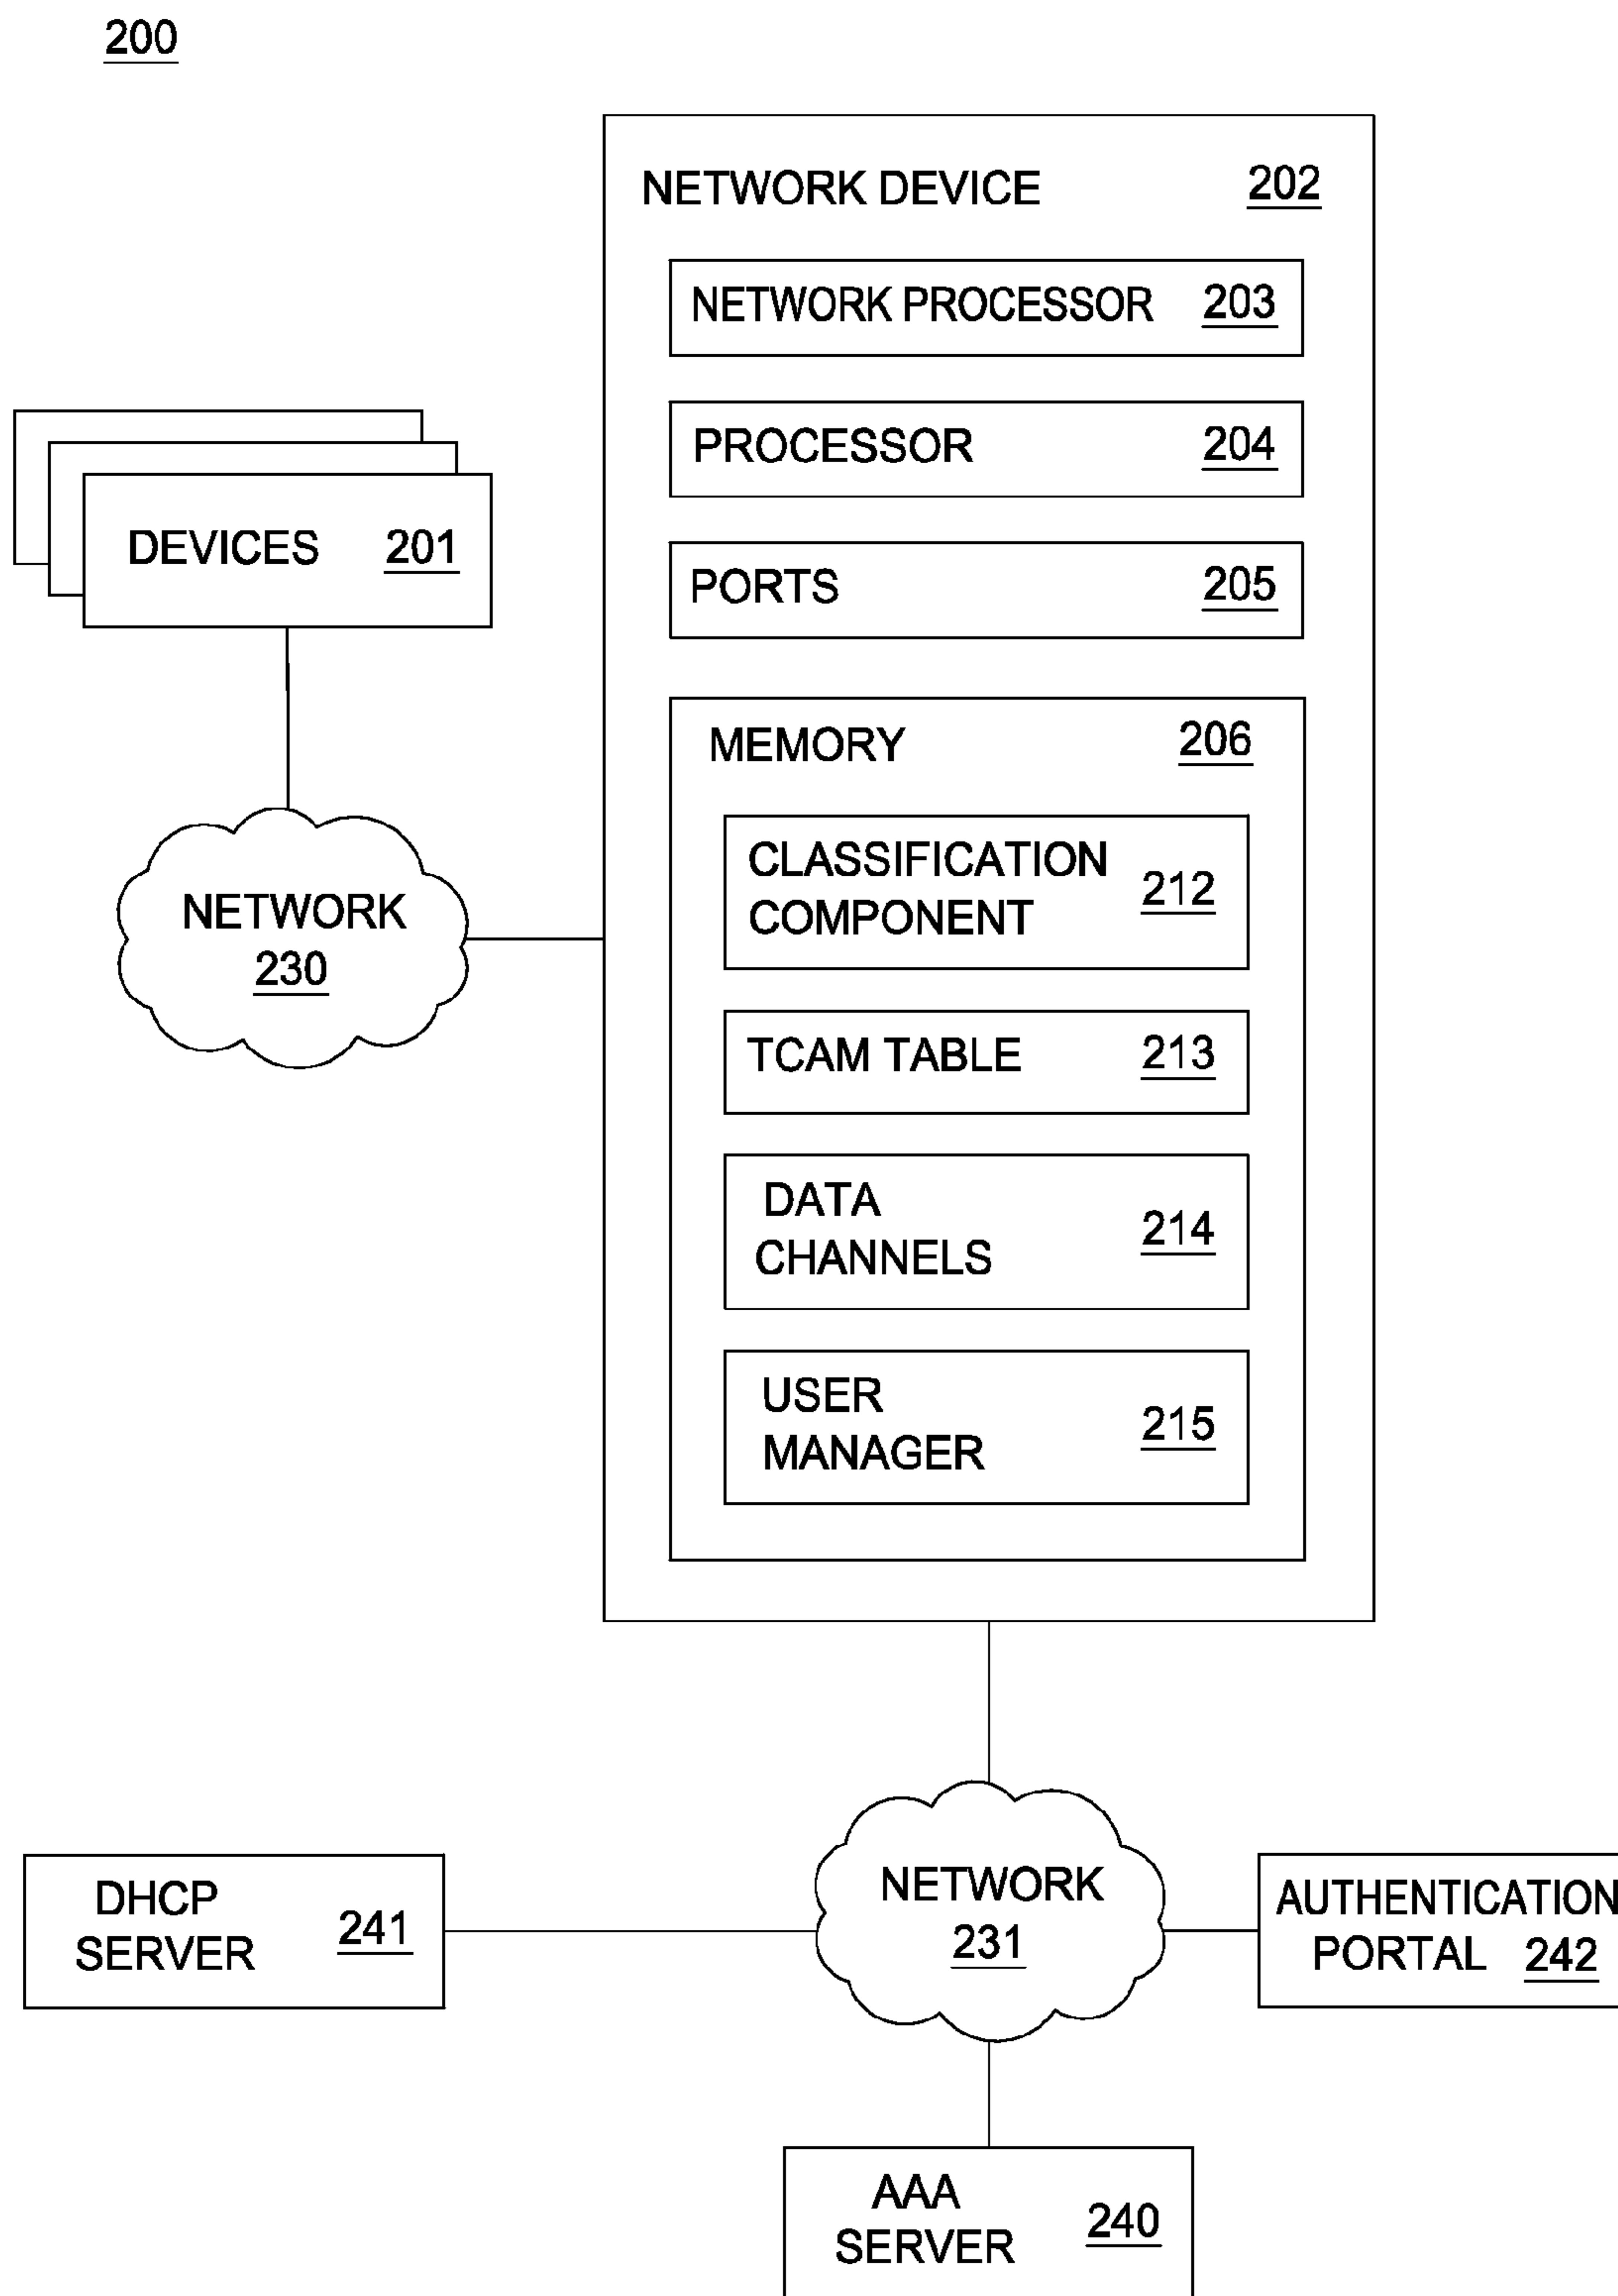 200
NETWORK DEVICE 202
NETWORK PROCESSOR 203
PROCESSOR 204
PORTS 205
MEMORY 206
CLASSIFICATION
COMPONENT 212
TCAM TABLE 213
DATA
CHANNELS 214
USER
MANAGER 215
DEVICES 201
NETWORK
230
NETWORK
231
DHCP
SERVER 241
AUTHENTICATION
PORTAL 242
AAA
SERVER 240